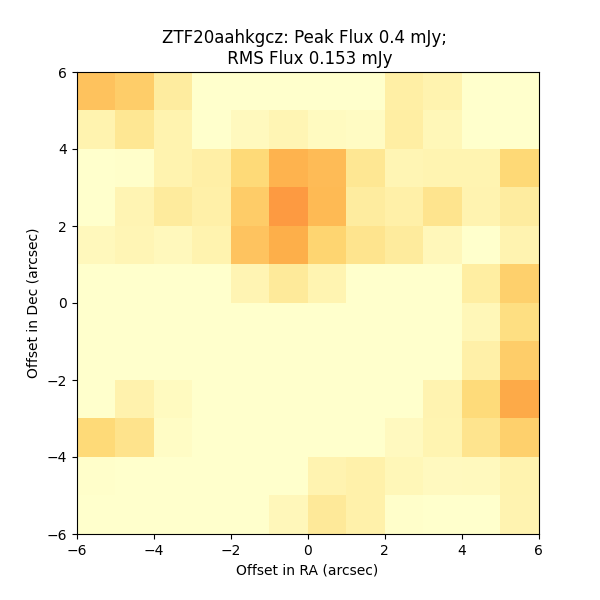 ZTF20aahkgcz: Peak Flux 0.4 mJy;
RMS Flux 0.153 mJy
6
4
2
0
−2
−4
−6
Offset in Dec (arcsec)
−6 −4 −2 0 2 4 6
Offset in RA (arcsec)